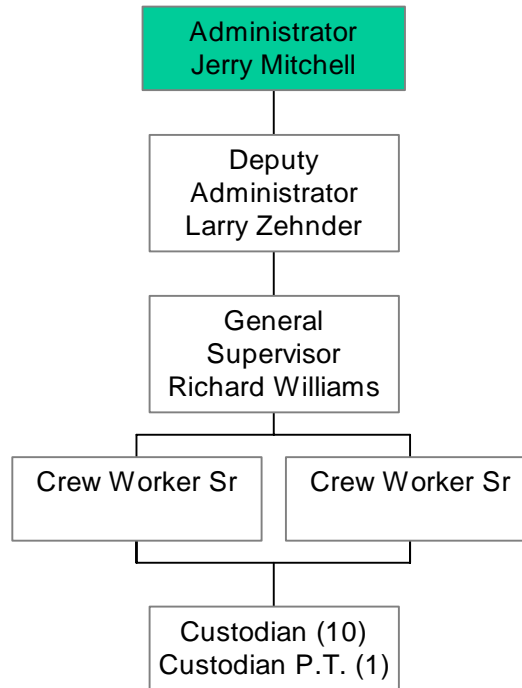 Administrator
Jerry Mitchell
Deputy
Administrator
Larry Zehnder
General
Supervisor
Richard Williams
Crew Worker Sr
Crew Worker Sr
Custodian (10)
Custodian P.T. (1)